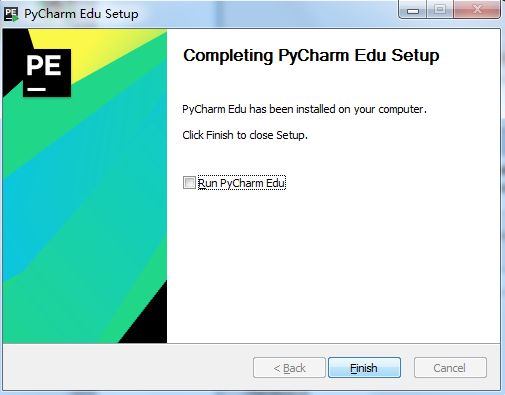 PE PyCharm Edu Setup
PE
Completing PyCharm Edu Setup
PyCharm Edu has been installed on your computer.
Click Finish to close Setup.
Run PyCharm Edu
< Back
Finish
Cancel